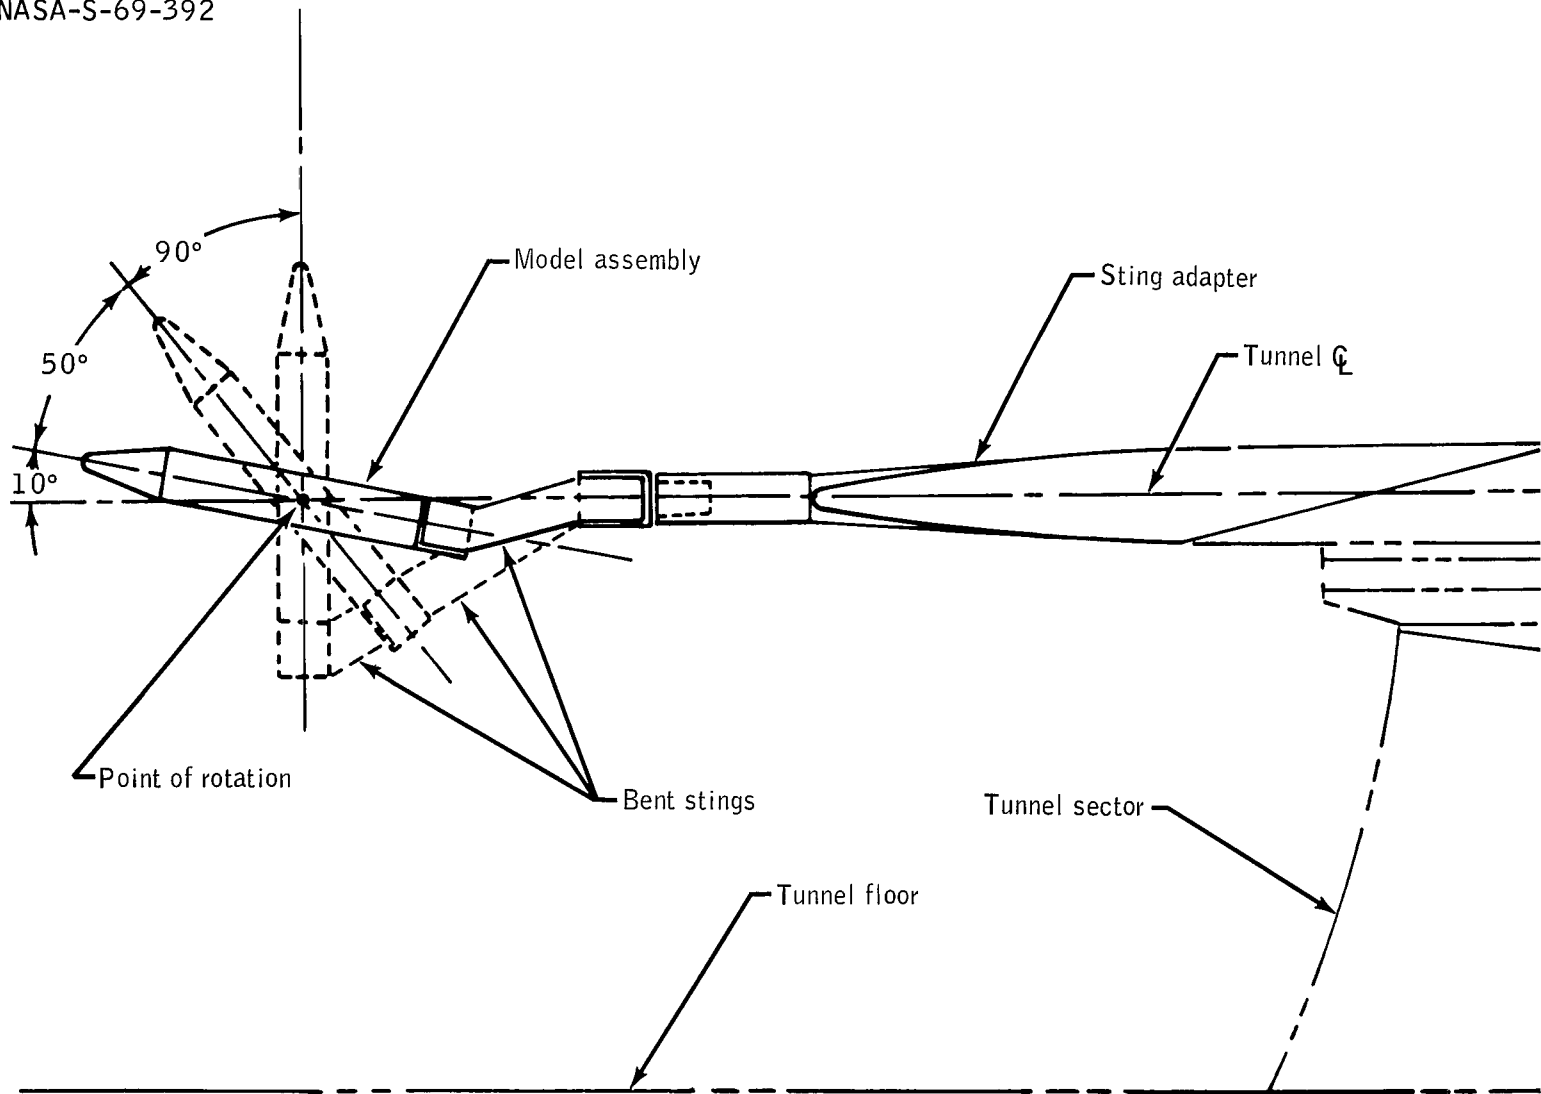 NASA-S-69-392
90°
Model assembly
Sting adapter
50°
Tunnel ℄
10°
Point of rotation
Bent stings
Tunnel sector
Tunnel floor